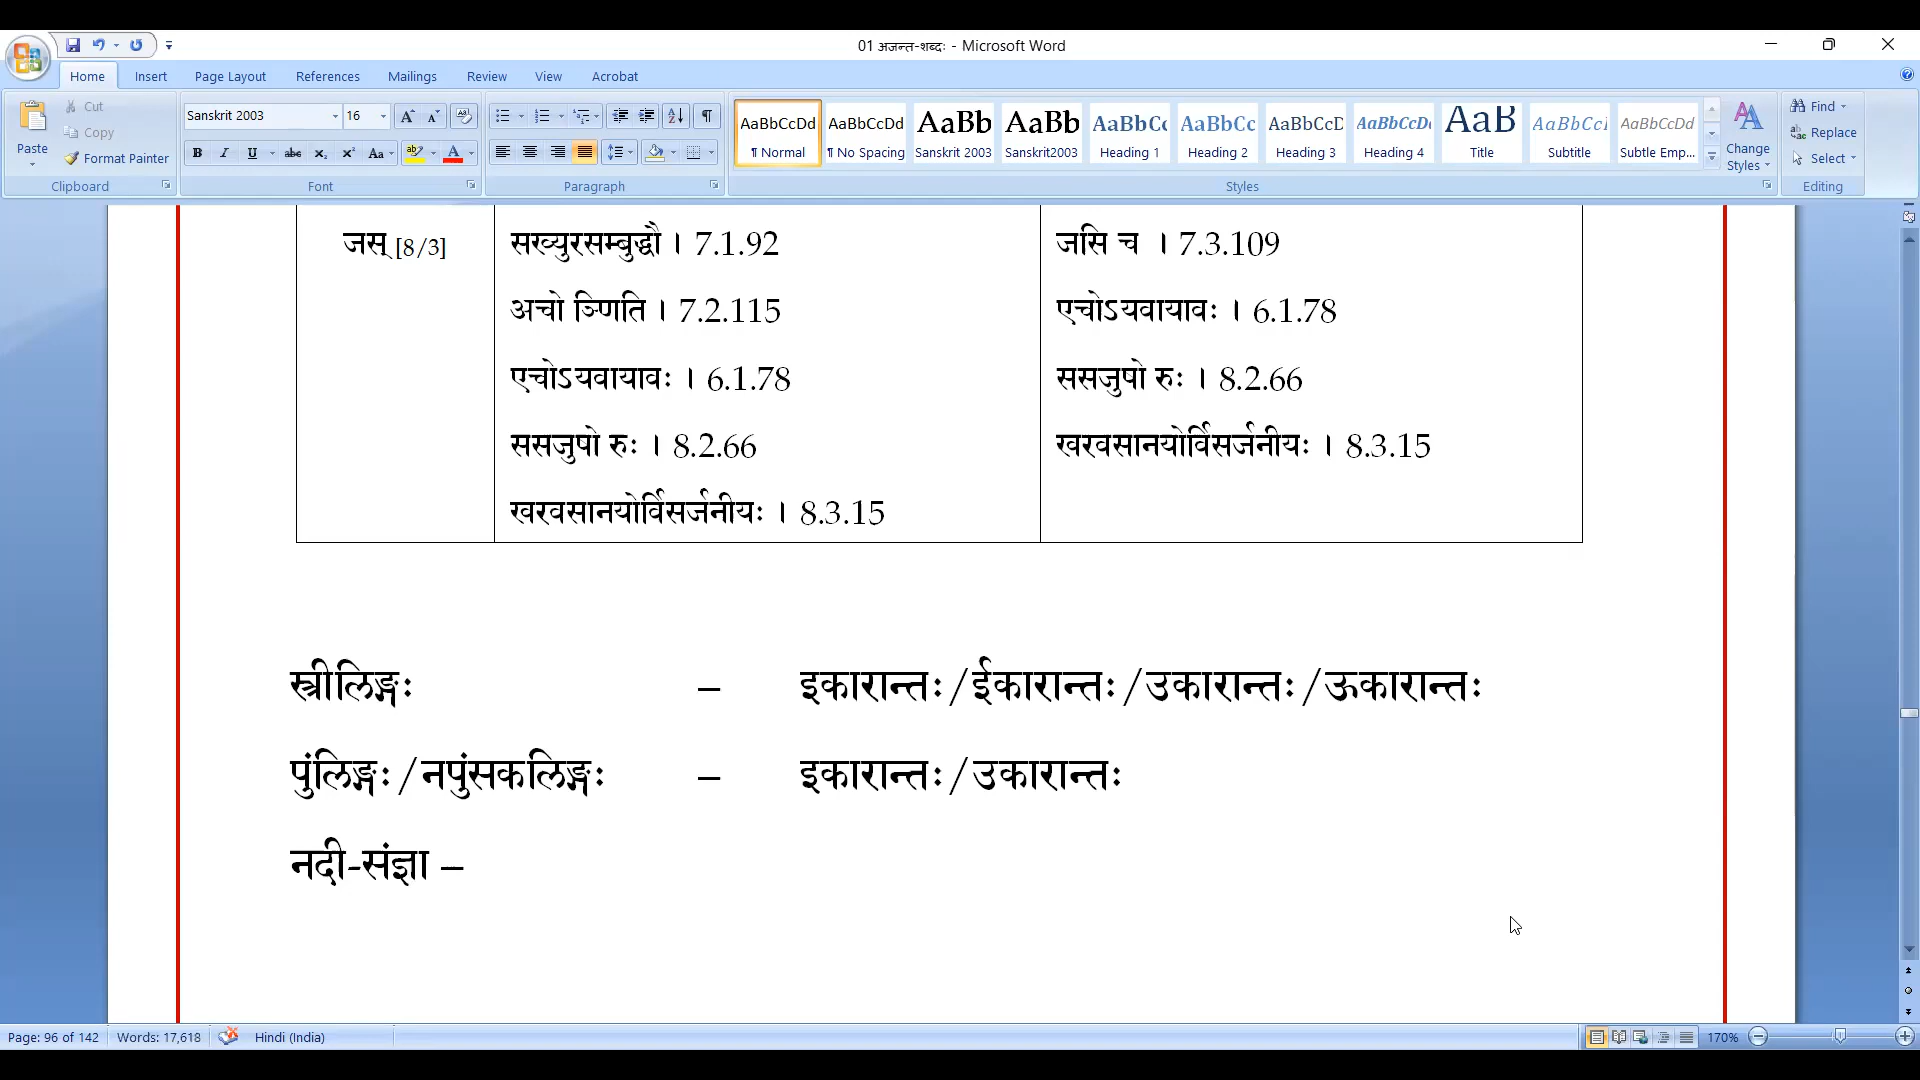 01 अजन्त-शब्दः - Microsoft Word
Home Insert Page Layout References Mailings Review View Acrobat
Paste Cut Copy Format Painter Clipboard
Sanskrit 2003 16 Font
Paragraph
AaBbCcDd AaBbCcDd AaBb AaBb AaBbCc AaBbCc AaBbCcD AaBbCcD AaB AaBbCcl AaBbCcDd
¶ Normal ¶ No Spacing Sanskrit 2003 Sanskrit2003 Heading 1 Heading 2 Heading 3 Heading 4 Title Subtitle Subtle Emp...
Styles
Change Styles
Find Replace Select Editing
जस् [8/3] सख्युरसम्बुद्धौ । 7.1.92 जसि च । 7.3.109
अचो ञ्णिति । 7.2.115 एचोऽयवायावः । 6.1.78
एचोऽयवायावः । 6.1.78 ससजुषो रुः । 8.2.66
ससजुषो रुः । 8.2.66 खरवसानयोर्विसर्जनीयः । 8.3.15
खरवसानयोर्विसर्जनीयः । 8.3.15
स्त्रीलिङ्गः – इकारान्तः/ईकारान्तः/उकारान्तः/ऊकारान्तः
पुंलिङ्गः/नपुंसकलिङ्गः – इकारान्तः/उकारान्तः
नदी-संज्ञा –
Page: 96 of 142 Words: 17,618 Hindi (India) 170%